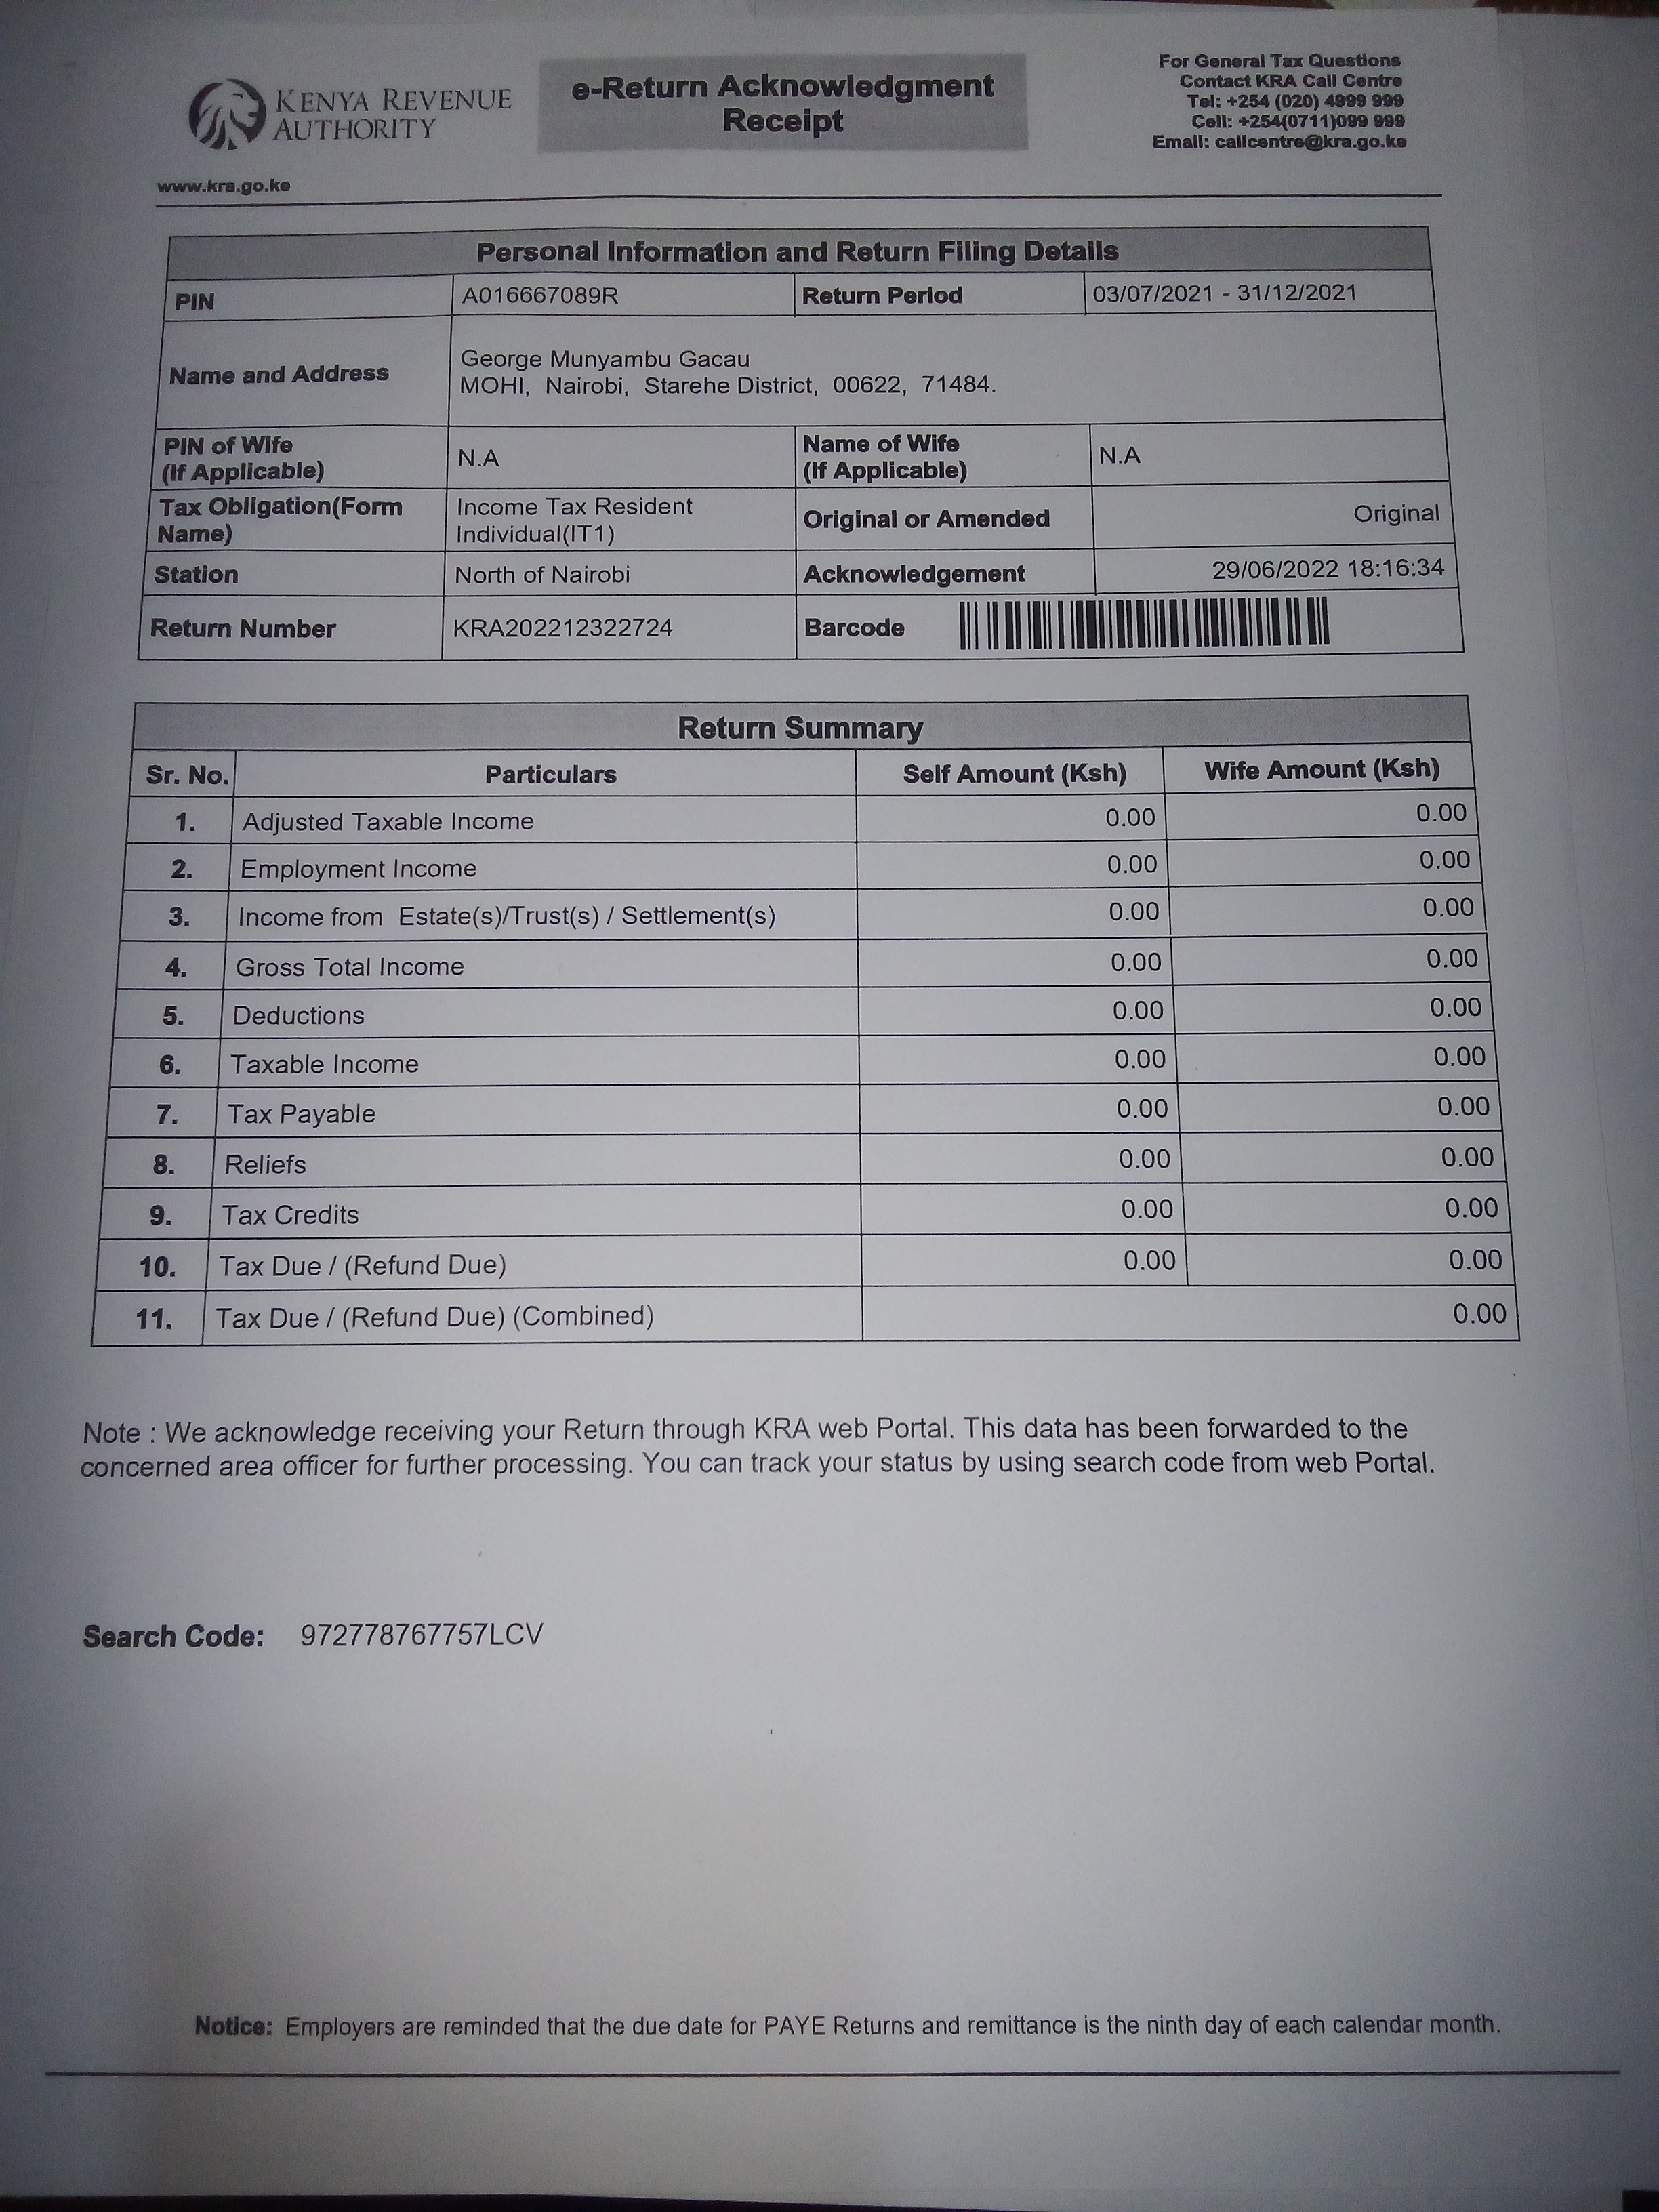 KENYA REVENUE
AUTHORITY
www.kra.go.ke
e-Return Acknowledgment
Receipt
For General Tax Questions
Contact KRA Call Centre
Tel: +254 (020) 4999 999
Cell: +254(0711)099 999
Email: callcentre@kra.go.ke
Personal Information and Return Filing Details
PIN A016667089R Return Period 03/07/2021 - 31/12/2021
Name and Address
George Munyambu Gacau
MOHI, Nairobi, Starehe District, 00622, 71484.
PIN of Wife
(If Applicable)
N.A
Name of Wife
(If Applicable)
N.A
Tax Obligation(Form
Name)
Income Tax Resident
Individual(IT1)
Original or Amended Original
Station North of Nairobi Acknowledgement 29/06/2022 18:16:34
Return Number KRA202212322724 Barcode
Return Summary
Sr. No. Particulars Self Amount (Ksh) Wife Amount (Ksh)
1. Adjusted Taxable Income 0.00 0.00
2. Employment Income 0.00 0.00
3. Income from Estate(s)/Trust(s) / Settlement(s) 0.00 0.00
4. Gross Total Income 0.00 0.00
5. Deductions 0.00 0.00
6. Taxable Income 0.00 0.00
7. Tax Payable 0.00 0.00
8. Reliefs 0.00 0.00
9. Tax Credits 0.00 0.00
10. Tax Due / (Refund Due) 0.00 0.00
11. Tax Due / (Refund Due) (Combined) 0.00
Note : We acknowledge receiving your Return through KRA web Portal. This data has been forwarded to the
concerned area officer for further processing. You can track your status by using search code from web Portal.
Search Code: 972778767757LCV
Notice: Employers are reminded that the due date for PAYE Returns and remittance is the ninth day of each calendar month.